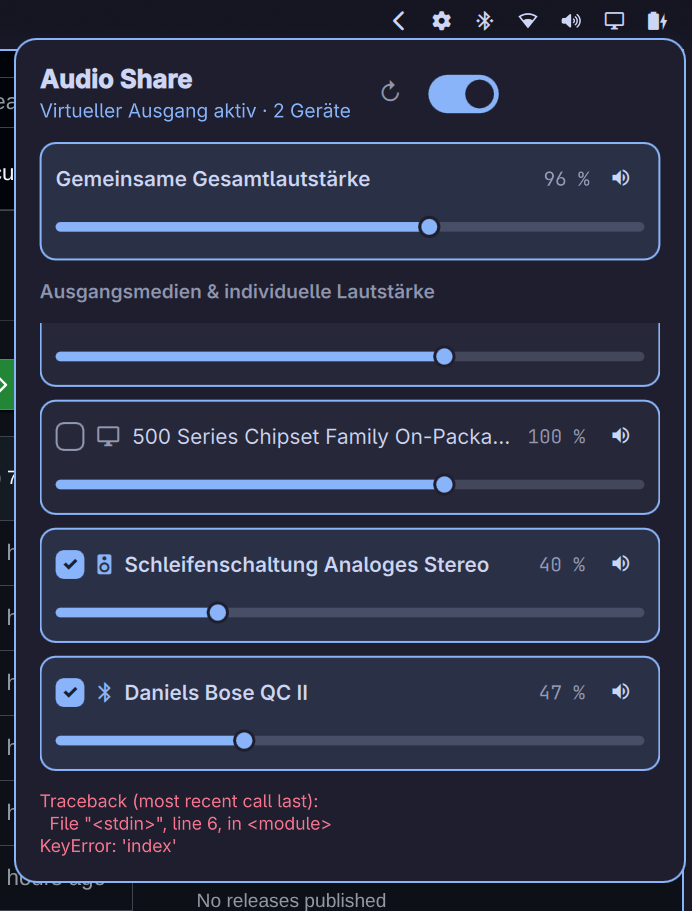 Audio Share
Virtueller Ausgang aktiv · 2 Geräte
Gemeinsame Gesamtlautstärke 96 %
Ausgangsmedien & individuelle Lautstärke
500 Series Chipset Family On-Packa... 100 %
Schleifenschaltung Analoges Stereo 40 %
Daniels Bose QC II 47 %
Traceback (most recent call last):
File "<stdin>", line 6, in <module>
KeyError: 'index'
No releases published